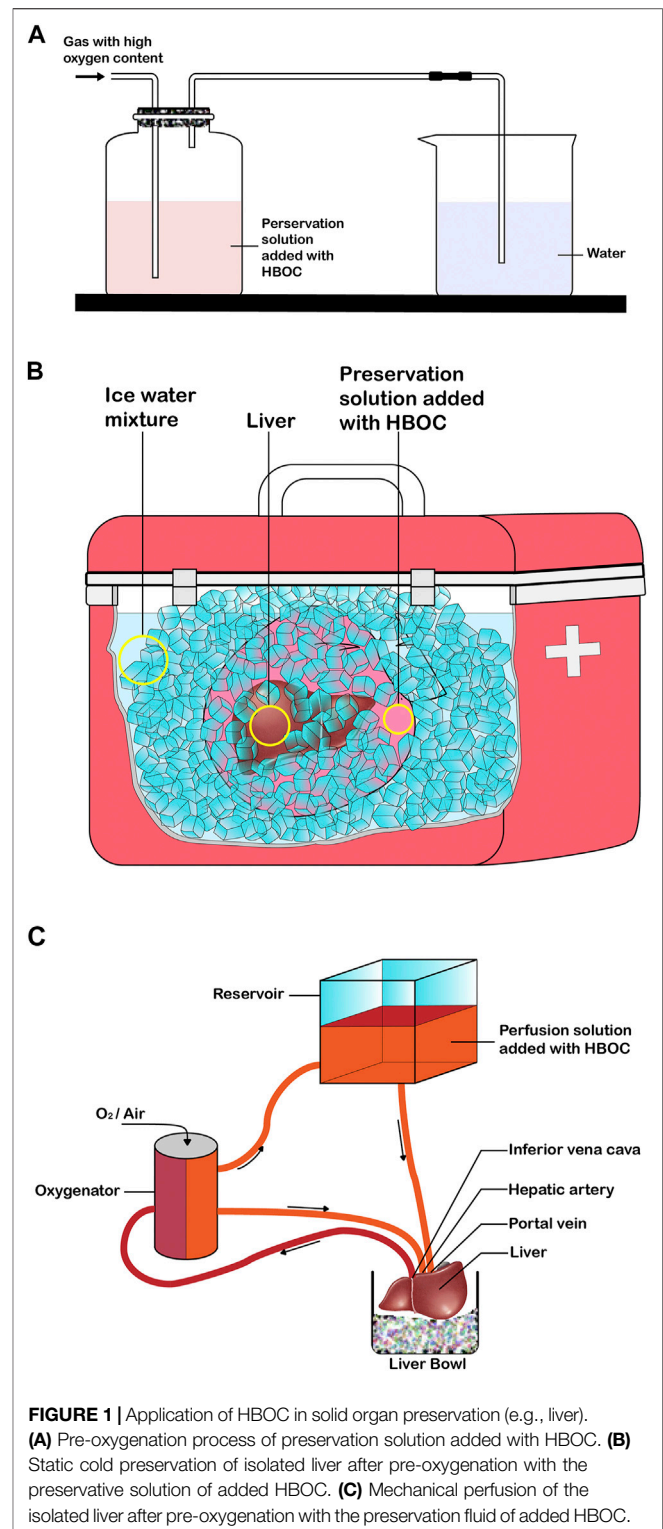 A
Gas with high
oxygen content
Perservation
solution
added with
HBOC
Water
B
Ice water
mixture
Liver
Preservation
solution added
with HBOC
C
Reservoir
Perfusion solution
added with HBOC
O₂ / Air
Oxygenator
Inferior vena cava
Hepatic artery
Portal vein
Liver
Liver Bowl
FIGURE 1 | Application of HBOC in solid organ preservation (e.g., liver).
(A) Pre-oxygenation process of preservation solution added with HBOC. (B)
Static cold preservation of isolated liver after pre-oxygenation with the
preservative solution of added HBOC. (C) Mechanical perfusion of the
isolated liver after pre-oxygenation with the preservation fluid of added HBOC.